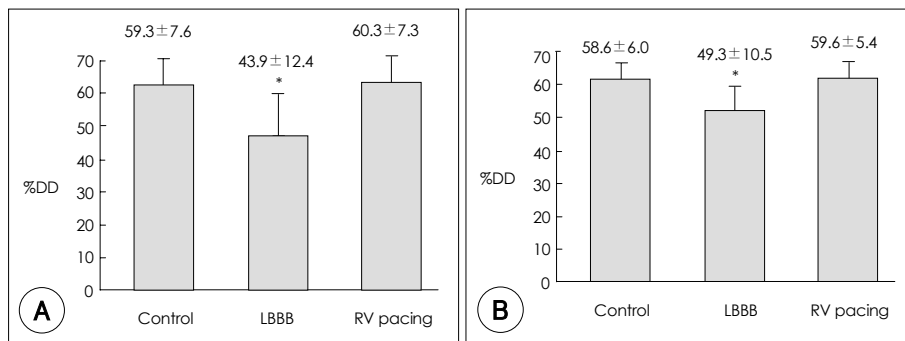 59.3±7.6
43.9±12.4
60.3±7.3
*
70
60
50
40
30
20
10
0
%DD
Control
LBBB
RV pacing
A
58.6±6.0
49.3±10.5
59.6±5.4
*
70
60
50
40
30
20
10
0
%DD
Control
LBBB
RV pacing
B